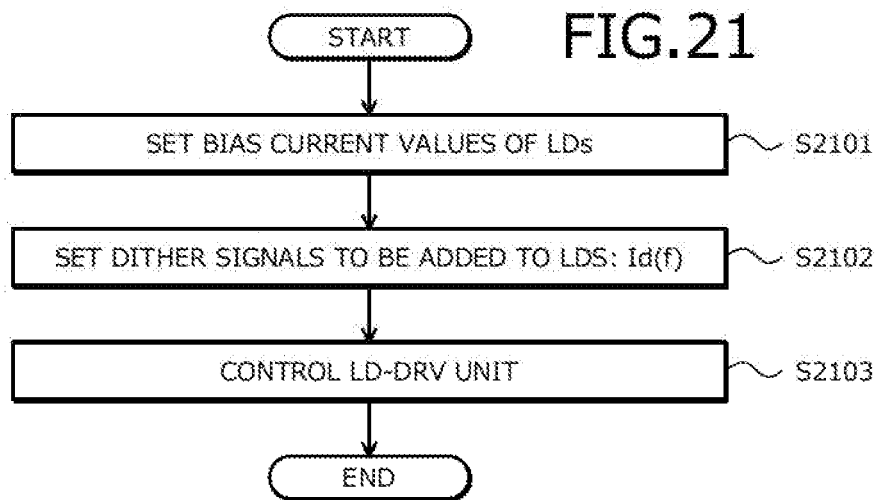 FIG.21
START
SET BIAS CURRENT VALUES OF LDs
S2101
SET DITHER SIGNALS TO BE ADDED TO LDS: Id(f)
S2102
CONTROL LD-DRV UNIT
S2103
END